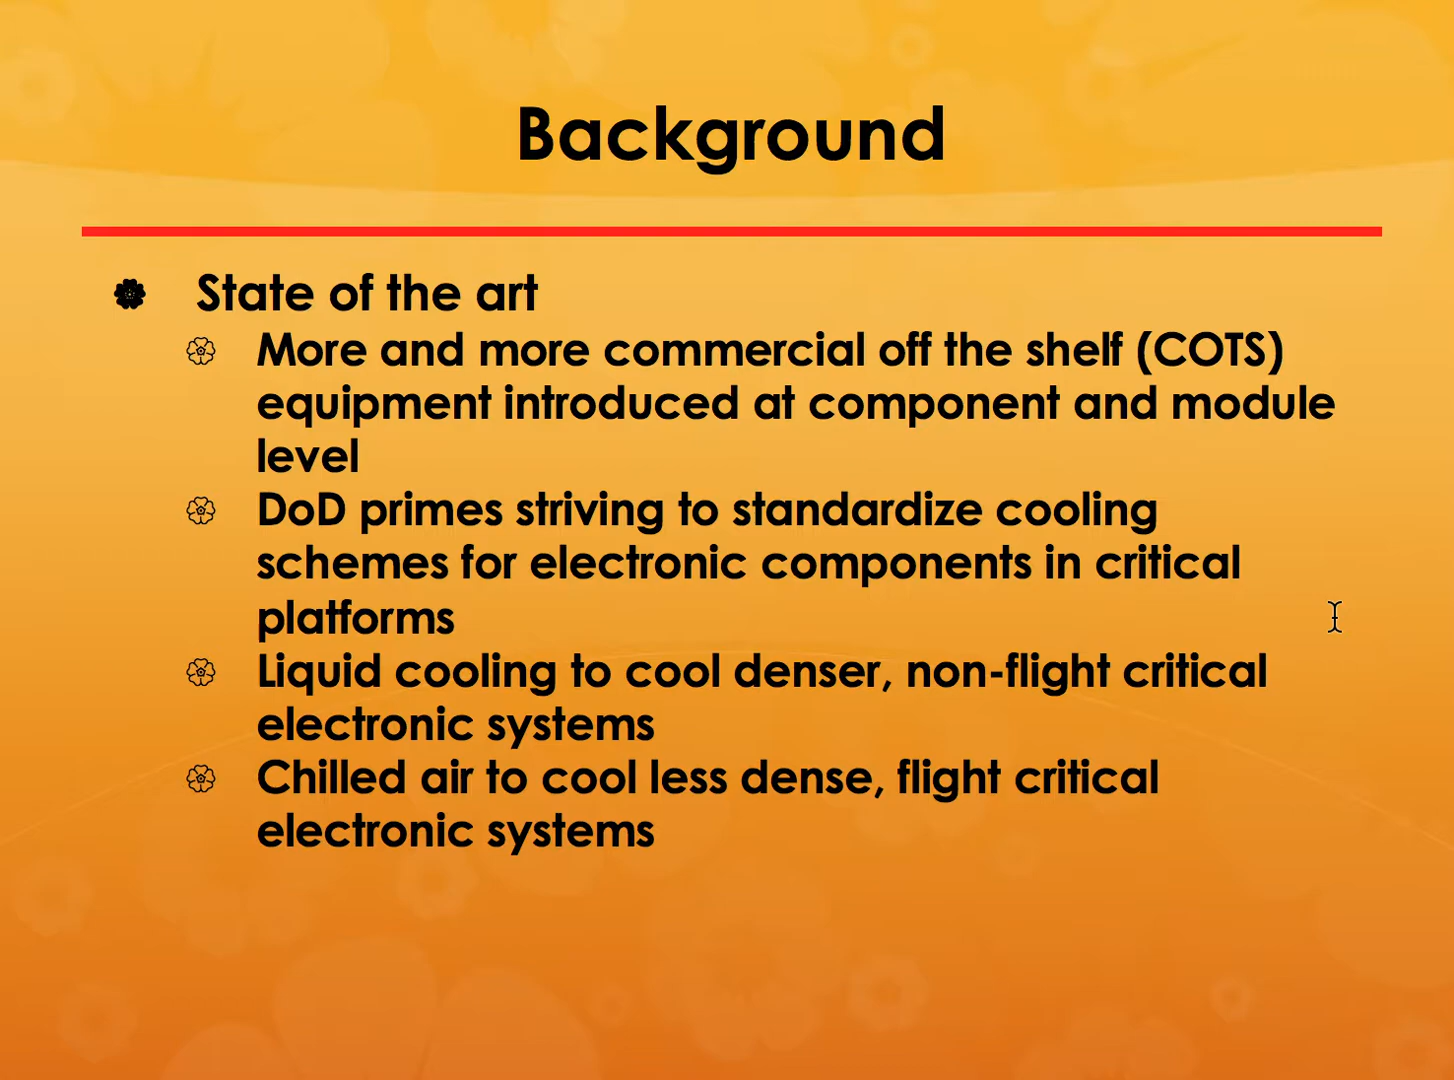 Background
State of the art
More and more commercial off the shelf (COTS)
equipment introduced at component and module
level
DoD primes striving to standardize cooling
schemes for electronic components in critical
platforms
Liquid cooling to cool denser, non-flight critical
electronic systems
Chilled air to cool less dense, flight critical
electronic systems